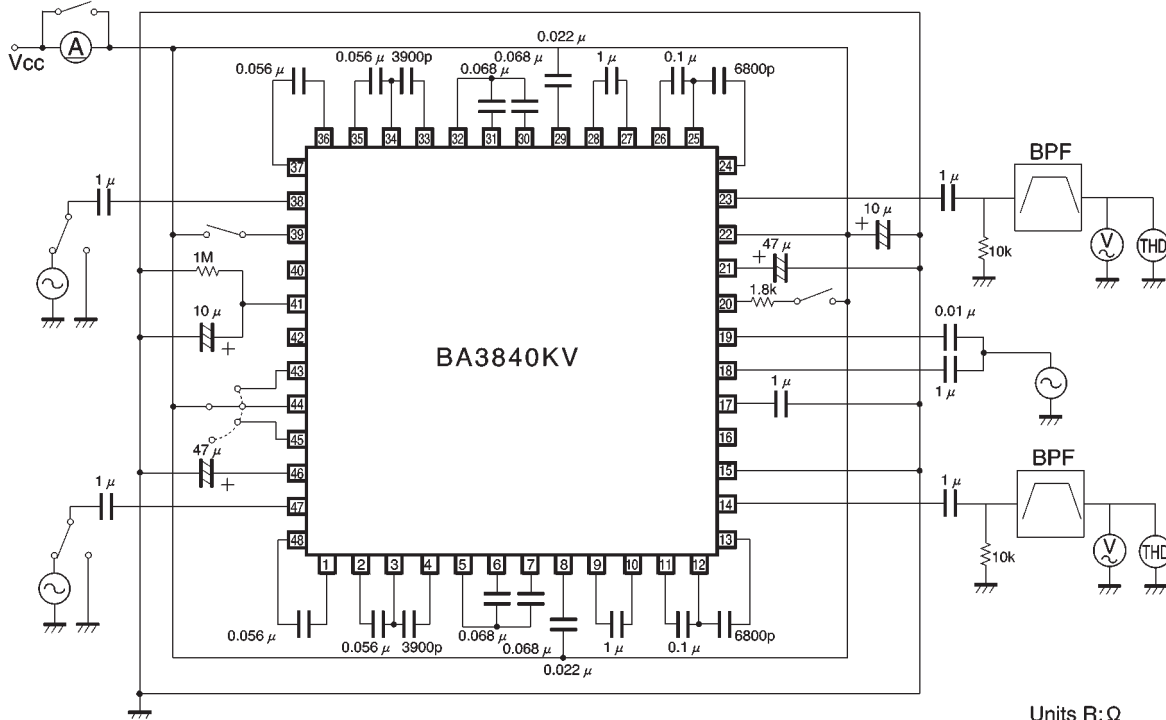 Vcc
A
0.056 μ
0.056 μ
3900p
0.068 μ
0.068 μ
0.022 μ
1 μ
0.1 μ
6800p
36 35 34 33 32 31 30 29 28 27 26 25
37
38
39
40
41
42
43
44
45
46
47
48
24
23
22
21
20
19
18
17
16
15
14
13
1 μ
1M
10 μ
+
47 μ
+
1 μ
BA3840KV
1 μ
BPF
10k
V
THD
10 μ
+
47 μ
+
1.8k
0.01 μ
1 μ
1 μ
1 μ
BPF
10k
V
THD
1 2 3 4 5 6 7 8 9 10 11 12
0.056 μ
0.056 μ
3900p
0.068 μ
0.068 μ
0.022 μ
1 μ
0.1 μ
6800p
Units R:Ω